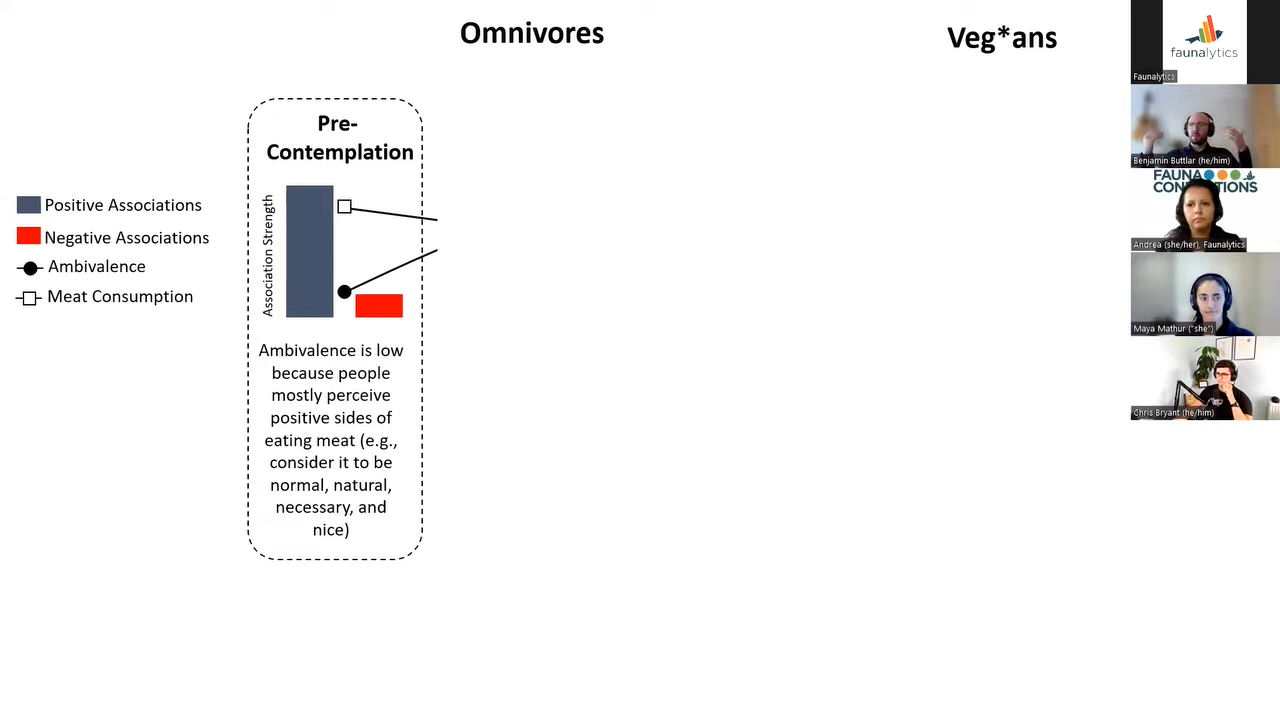 Omnivores
Veg*ans
Pre-
Contemplation
Positive Associations
Negative Associations
Ambivalence
Meat Consumption
Association Strength
Ambivalence is low
because people
mostly perceive
positive sides of
eating meat (e.g.,
consider it to be
normal, natural,
necessary, and
nice)
faunalytics
Faunalytics
Benjamin Buttlar (he/him)
FAUNA
CONNECTIONS
Andrea (she/her), Faunalytics
Maya Mathur ("she")
Chris Bryant (he/him)